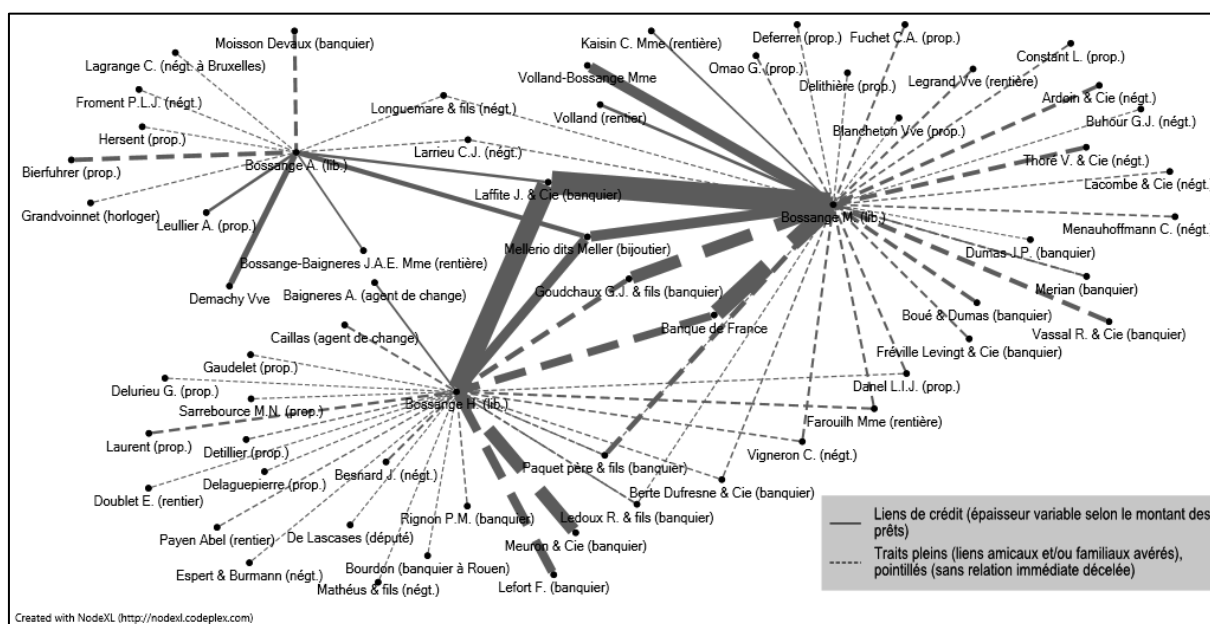 Moisson Devaux (banquier)
Lagrange C. (négt. à Bruxelles)
Froment P.L.J. (négt.)
Hersent (prop.)
Bierfuhrer (prop.)
Bossange A. (lib.)
Grandvoinnet (horloger)
Leullier A. (prop.)
Demachy Vve
Bossange-Baigneres J.A.E. Mme (rentière)
Baigneres A. (agent de change)
Caillas (agent de change)
Longuemare & fils (négt.)
Larrieu C.J. (négt.)
Laffite J. & Cie (banquier)
Mellerio dits Meller (bijoutier)
Goudchaux G.J. & fils (banquier)
Banque de France
Kaisin C. Mme (rentière)
Volland-Bossange Mme
Volland (rentier)
Deferrer (prop.)
Fuchet C.A. (prop.)
Omao G. (prop.)
Constant L. (prop.)
Delithière (prop.)
Legrand Vve (rentière)
Ardoin & Cie (négt.)
Buhour G.J. (négt.)
Blancheton Vve (prop.)
Thoré V. & Cie (négt.)
Lacombe & Cie (négt.)
Bossange M. (lib.)
Menauhoffmann C. (négt.)
Dumas J.P. (banquier)
Merian (banquier)
Boué & Dumas (banquier)
Vassal R. & Cie (banquier)
Fréville Levingt & Cie (banquier)
Danel L.I.J. (prop.)
Farouilh Mme (rentière)
Vigneron C. (négt.)
Gaudelet (prop.)
Delurieu G. (prop.)
Sarrebource M.N. (prop.)
Bossange H. (lib.)
Laurent (prop.)
Detillier (prop.)
Delaguepierre (prop.)
Doublet E. (rentier)
Besnard J. (négt.)
Payen Abel (rentier)
De Lascases (député)
Rignon P.M. (banquier)
Espert & Burmann (négt.)
Mathéus & fils (négt.)
Bourdon (banquier à Rouen)
Paquet père & fils (banquier)
Berte Dufresne & Cie (banquier)
Ledoux R. & fils (banquier)
Meuron & Cie (banquier)
Lefort F. (banquier)
Liens de crédit (épaisseur variable selon le montant des
prêts)
Traits pleins (liens amicaux et/ou familiaux avérés),
pointillés (sans relation immédiate décelée)
Created with NodeXL (http://nodexl.codeplex.com)